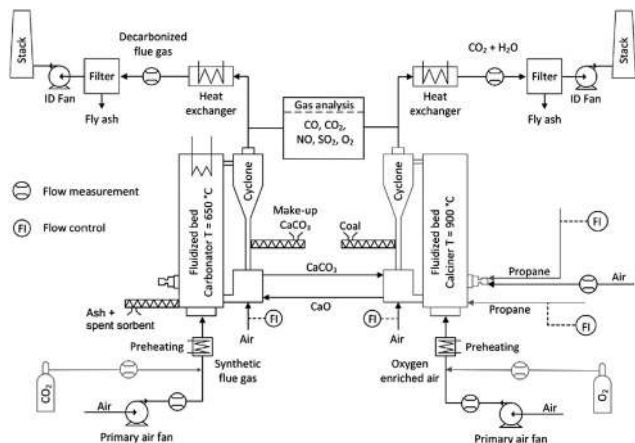 Stack
ID Fan
Filter
Fly ash
Decarbonized
flue gas
Heat
exchanger
Gas analysis
CO, CO₂,
NO, SO₂, O₂
Heat
exchanger
CO₂ + H₂O
Filter
Fly ash
ID Fan
Stack
Flow measurement
FI
Flow control
Fluidized bed
Carbonator T = 650 °C
Cyclone
Make-up
CaCO₃
Coal
Cyclone
Fluidized bed
Calciner T = 900 °C
CaCO₃
CaO
FI
Propane
Air
Propane
FI
Ash +
spent sorbent
FI
Air
FI
Air
Preheating
Synthetic
flue gas
Oxygen
enriched air
Preheating
CO₂
Air
Primary air fan
O₂
Air
Primary air fan